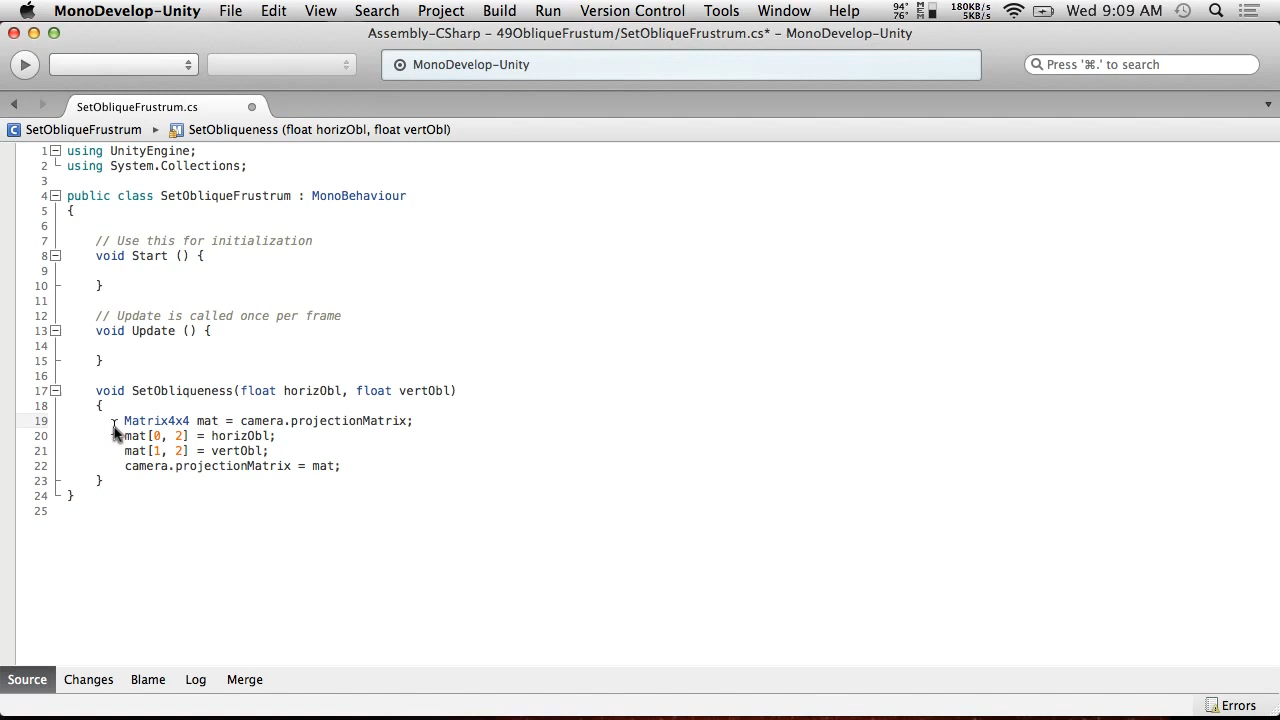 MonoDevelop-Unity File Edit View Search Project Build Run Version Control Tools Window Help 94° 76° 180KB/s 5KB/s Wed 9:09 AM
Assembly-CSharp - 49ObliqueFrustum/SetObliqueFrustrum.cs* - MonoDevelop-Unity
MonoDevelop-Unity
Press '⌘.' to search
SetObliqueFrustrum.cs
SetObliqueFrustrum SetObliqueness (float horizObl, float vertObl)
1 using UnityEngine;
2 using System.Collections;
3
4 public class SetObliqueFrustrum : MonoBehaviour
5 {
6
7 // Use this for initialization
8 void Start () {
9
10 }
11
12 // Update is called once per frame
13 void Update () {
14
15 }
16
17 void SetObliqueness(float horizObl, float vertObl)
18 {
19 Matrix4x4 mat = camera.projectionMatrix;
20 mat[0, 2] = horizObl;
21 mat[1, 2] = vertObl;
22 camera.projectionMatrix = mat;
23 }
24 }
25
Source Changes Blame Log Merge
Errors